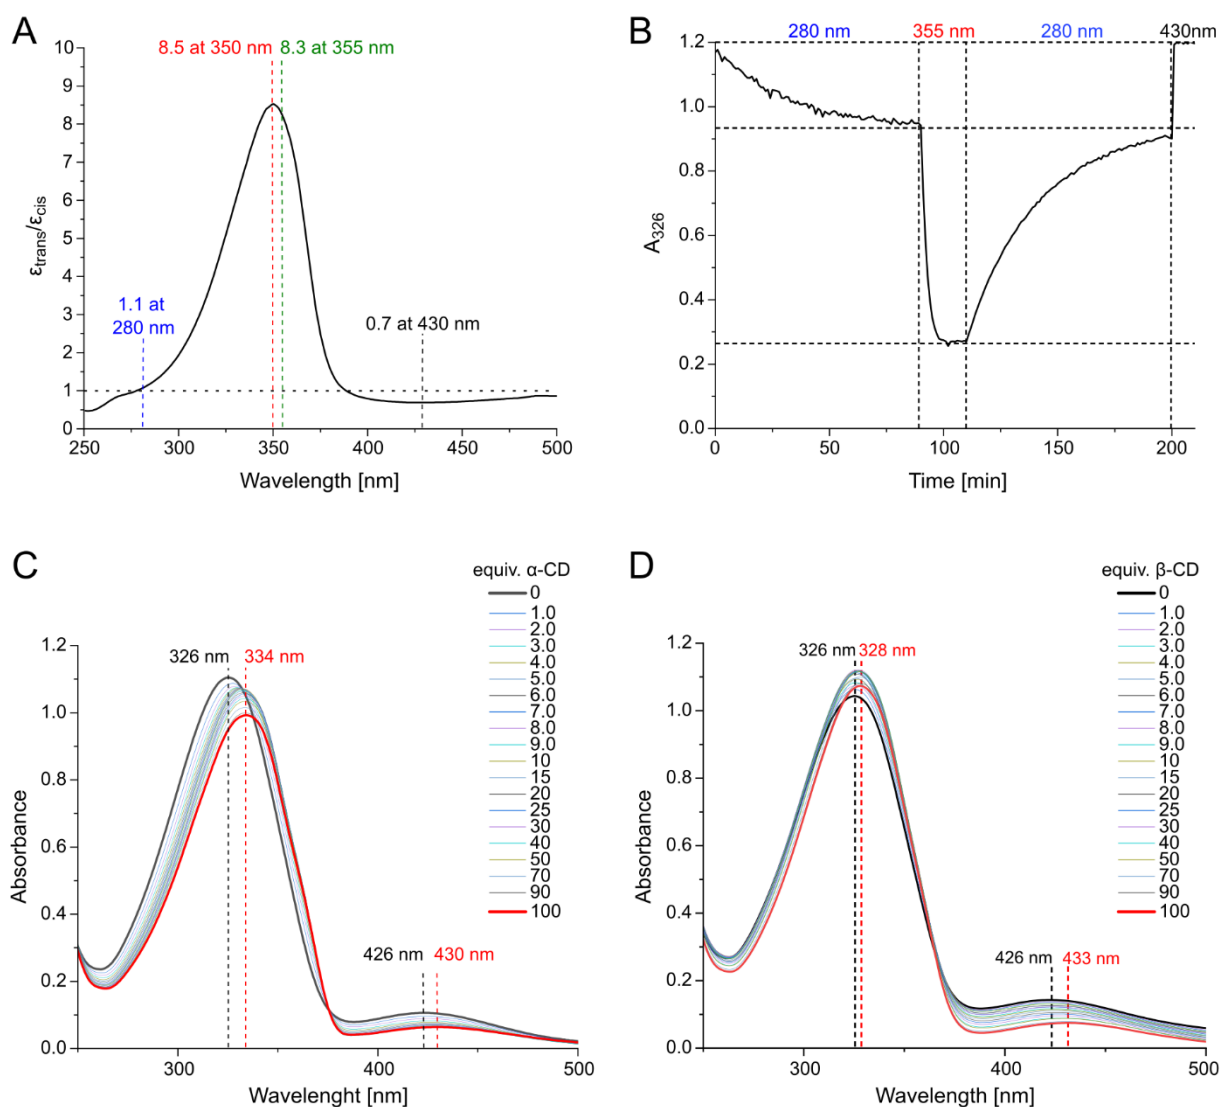 A
8.5 at 350 nm
8.3 at 355 nm
10
9
8
7
6
5
4
3
2
1
0
εtrans/εcis
1.1 at
280 nm
0.7 at 430 nm
250
300
350
400
450
500
Wavelength [nm]
B
280 nm
355 nm
280 nm
430nm
1.2
1.0
0.8
0.6
0.4
0.2
0.0
A326
0
50
100
150
200
Time [min]
C
equiv. α-CD
0
1.0
2.0
3.0
4.0
5.0
6.0
7.0
8.0
9.0
10
15
20
25
30
40
50
70
90
100
1.2
1.0
0.8
0.6
0.4
0.2
0.0
Absorbance
326 nm
334 nm
426 nm
430 nm
300
400
500
Wavelenght [nm]
D
equiv. β-CD
0
1.0
2.0
3.0
4.0
5.0
6.0
7.0
8.0
9.0
10
15
20
25
30
40
50
70
90
100
1.2
1.0
0.8
0.6
0.4
0.2
0.0
Absorbance
326 nm
328 nm
426 nm
433 nm
300
400
500
Wavelength [nm]